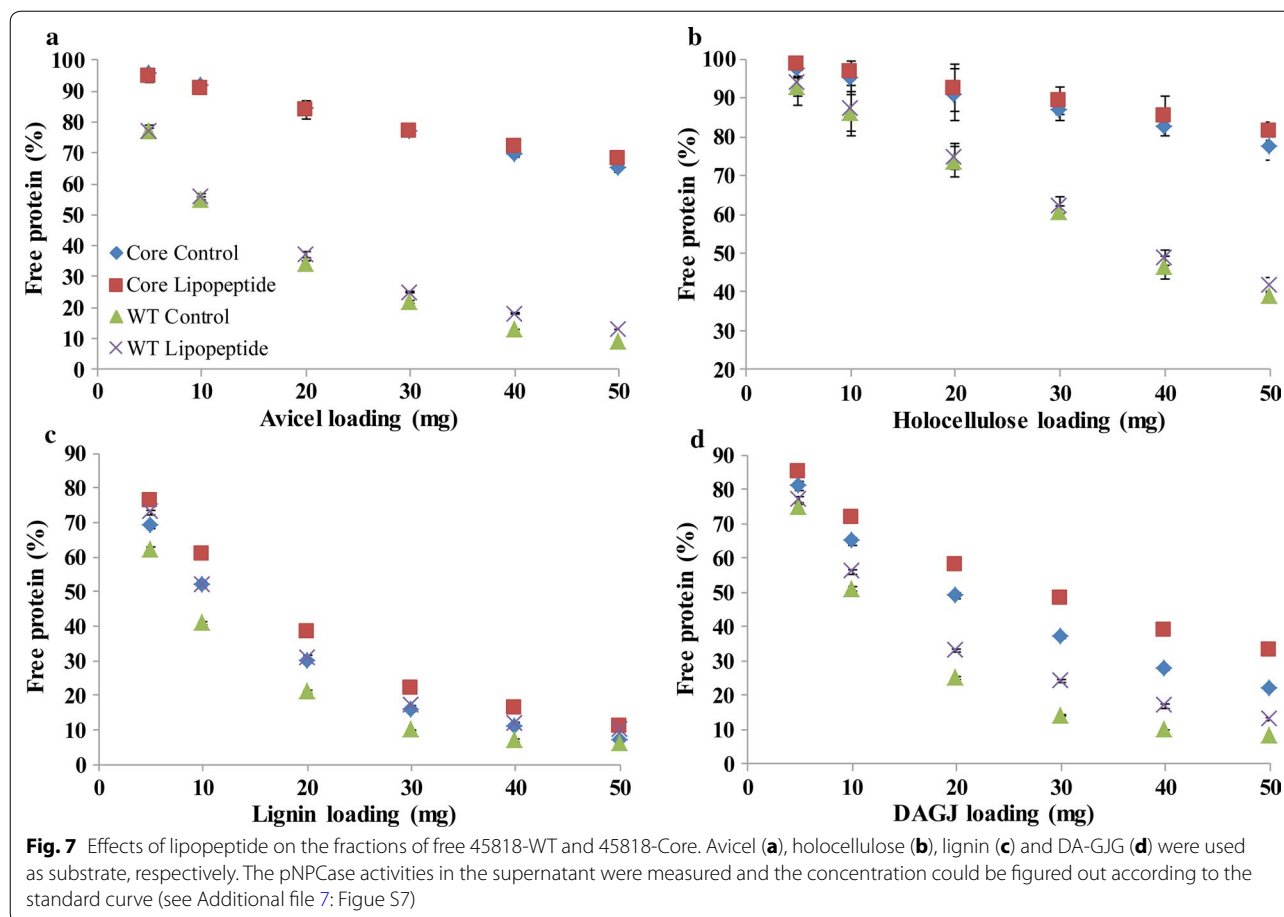 a
Free protein (%)
100
90
80
70
60
50
40
30
20
10
0
Core Control
Core Lipopeptide
WT Control
WT Lipopeptide
0 10 20 30 40 50
Avicel loading (mg)
b
Free protein (%)
100
90
80
70
60
50
40
30
20
0 10 20 30 40 50
Holocellulose loading (mg)
c
Free protein (%)
90
80
70
60
50
40
30
20
10
0
0 10 20 30 40 50
Lignin loading (mg)
d
Free protein (%)
90
80
70
60
50
40
30
20
10
0
0 10 20 30 40 50
DAGJ loading (mg)
Fig. 7 Effects of lipopeptide on the fractions of free 45818-WT and 45818-Core. Avicel (a), holocellulose (b), lignin (c) and DA-GJG (d) were used
as substrate, respectively. The pNPCase activities in the supernatant were measured and the concentration could be figured out according to the
standard curve (see Additional file 7: Figue S7)